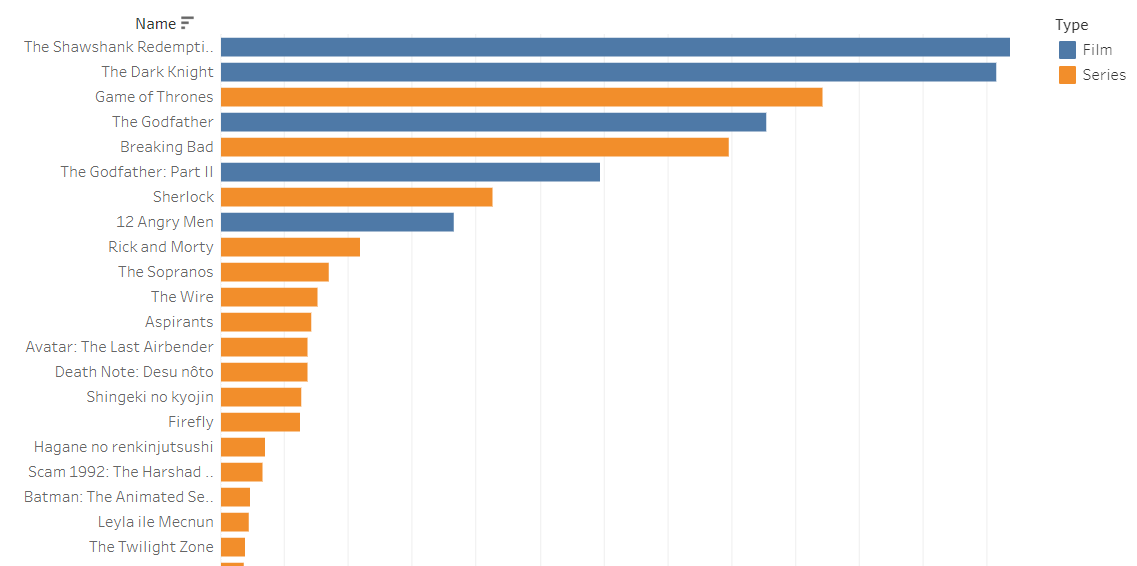 Name
Type
The Shawshank Redempti..
Film
The Dark Knight
Series
Game of Thrones
The Godfather
Breaking Bad
The Godfather: Part II
Sherlock
12 Angry Men
Rick and Morty
The Sopranos
The Wire
Aspirants
Avatar: The Last Airbender
Death Note: Desu nôto
Shingeki no kyojin
Firefly
Hagane no renkinjutsushi
Scam 1992: The Harshad ..
Batman: The Animated Se..
Leyla ile Mecnun
The Twilight Zone